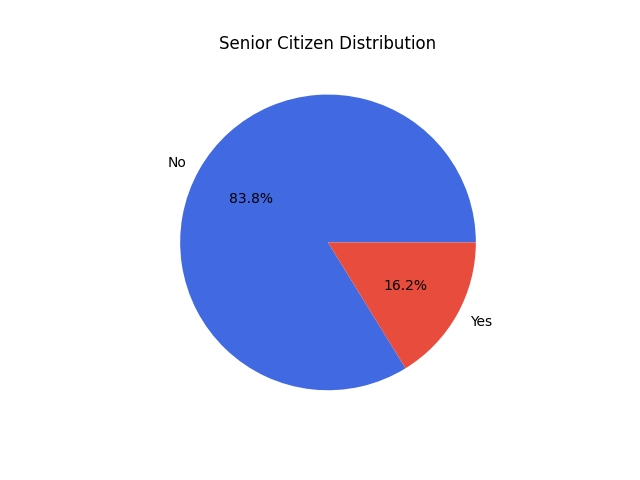 Senior Citizen Distribution
No
83.8%
16.2%
Yes